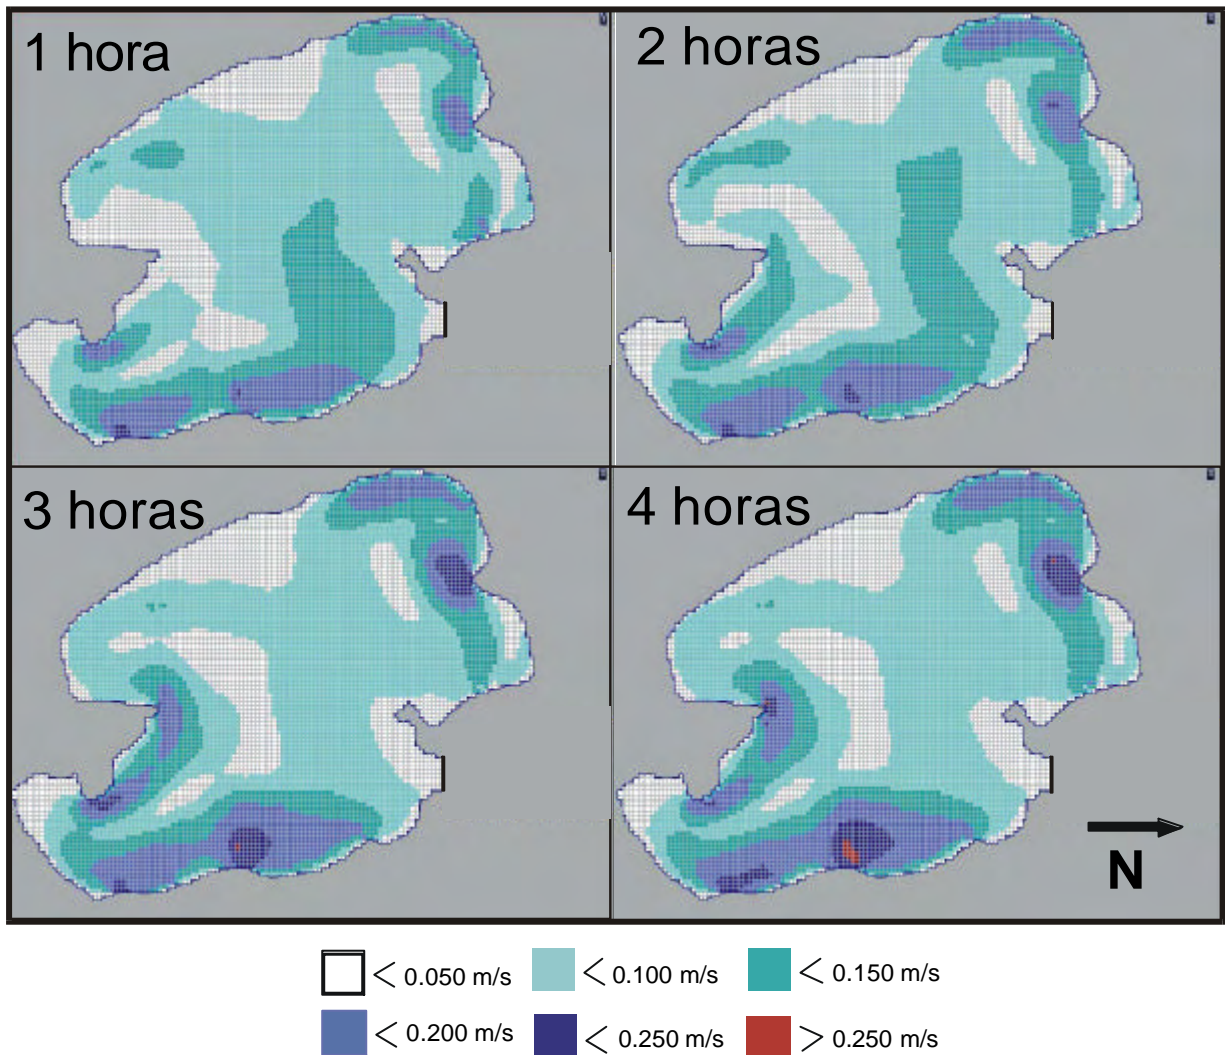 1 hora
2 horas
3 horas
4 horas
N
< 0.050 m/s < 0.100 m/s < 0.150 m/s
< 0.200 m/s < 0.250 m/s > 0.250 m/s